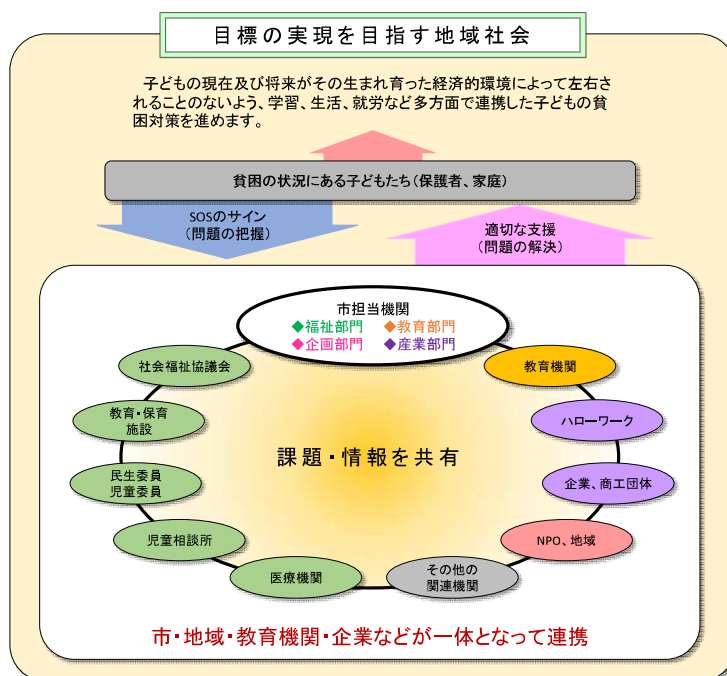 目標の実現を目指す地域社会
子どもの現在及び将来がその生まれ育った経済的環境によって左右
されることのないよう、学習、生活、就労など多方面で連携した子どもの貧
困対策を進めます。
貧困の状況にある子どもたち（保護者、家庭）
SOSのサイン
（問題の把握）
適切な支援
（問題の解決）
市担当機関
◆福祉部門 ◆教育部門
◆企画部門 ◆産業部門
社会福祉協議会
教育機関
教育・保育
施設
ハローワーク
課題・情報を共有
民生委員
児童委員
企業、商工団体
児童相談所
NPO、地域
医療機関
その他の
関連機関
市・地域・教育機関・企業などが一体となって連携